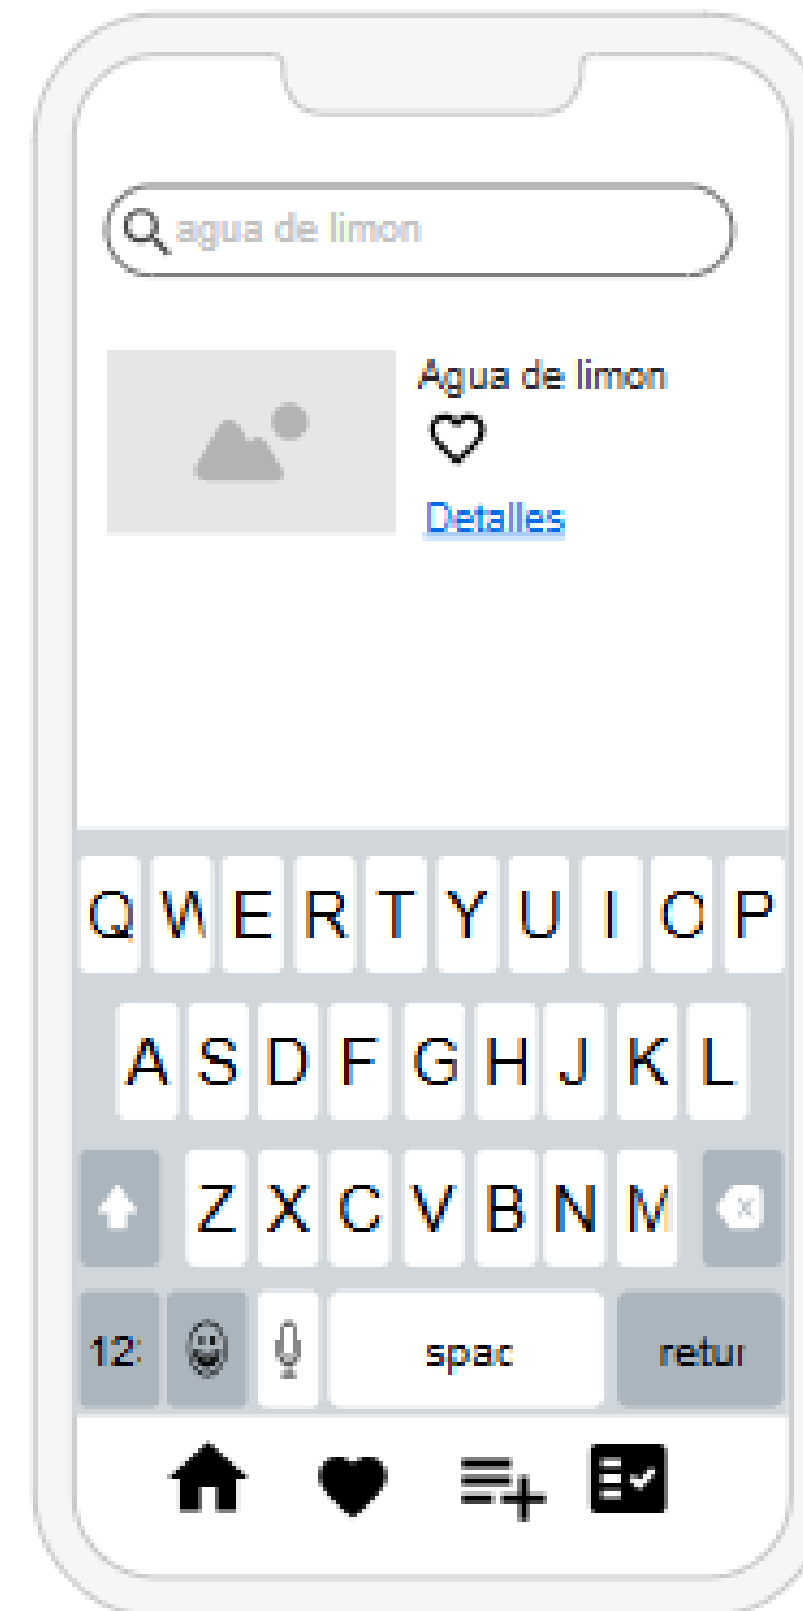 agua de limon
Agua de limon
Detalles
Q W E R T Y U I O P
A S D F G H J K L
Z X C V B N M
12 spac retur